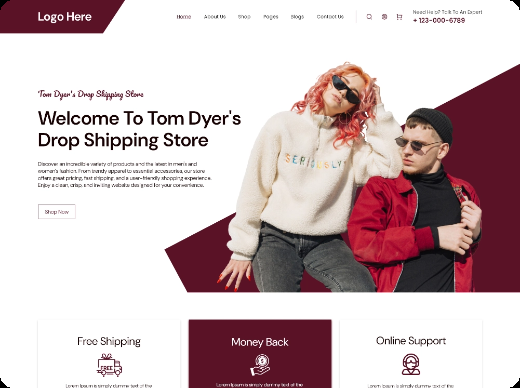 Logo Here
Home About Us Shop Pages Blogs Contact Us
Need Help? Talk To An Expert
+ 123-000-6789
Tom Dyer's Drop Shipping Store
Welcome To Tom Dyer's
Drop Shipping Store
Discover an incredible variety of products and the latest in men's and
women's fashion. From trendy apparel to essential accessories, our store
offers great pricing, fast shipping, and a user-friendly shopping experience.
Enjoy a clean, crisp, and inviting website designed for your convenience.
Shop Now
SERIOUSLY
Free Shipping
Money Back
Online Support
FREE
Lorem Ipsum is simply dummy text of the
Lorem Ipsum is simply dummy text of the
Lorem Ipsum is simply dummy text of the